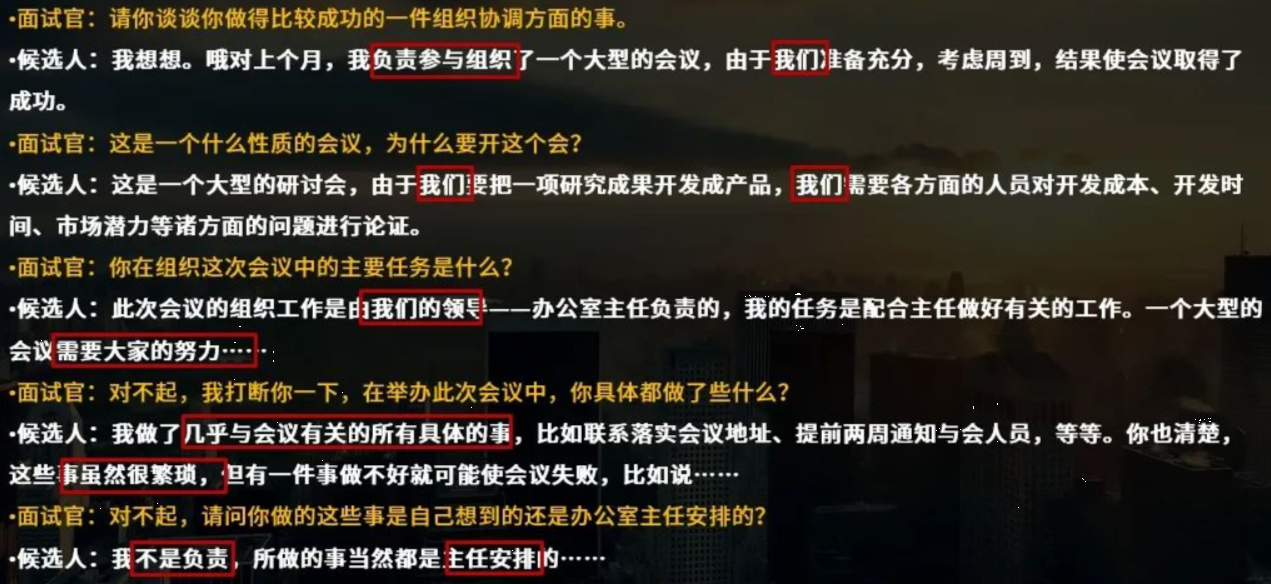 •面试官：请你谈谈你做得比较成功的一件组织协调方面的事。
•候选人：我想想。哦对上个月，我负责参与组织了一个大型的会议，由于我们准备充分，考虑周到，结果使会议取得了
成功。
•面试官：这是一个什么性质的会议，为什么要开这个会？
•候选人：这是一个大型的研讨会，由于我们要把一项研究成果开发成产品，我们需要各方面的人员对开发成本、开发时
间、市场潜力等诸方面的问题进行论证。
•面试官：你在组织这次会议中的主要任务是什么？
•候选人：此次会议的组织工作是由我们的领导——办公室主任负责的，我的任务是配合主任做好有关的工作。一个大型的
会议需要大家的努力……
•面试官：对不起，我打断你一下，在举办此次会议中，你具体都做了些什么？
•候选人：我做了几乎与会议有关的所有具体的事，比如联系落实会议地址、提前两周通知与会人员，等等。你也清楚，
这些事虽然很繁琐，但有一件事做不好就可能使会议失败，比如说……
•面试官：对不起，请问你做的这些事是自己想到的还是办公室主任安排的？
•候选人：我不是负责，所做的事当然都是主任安排的……